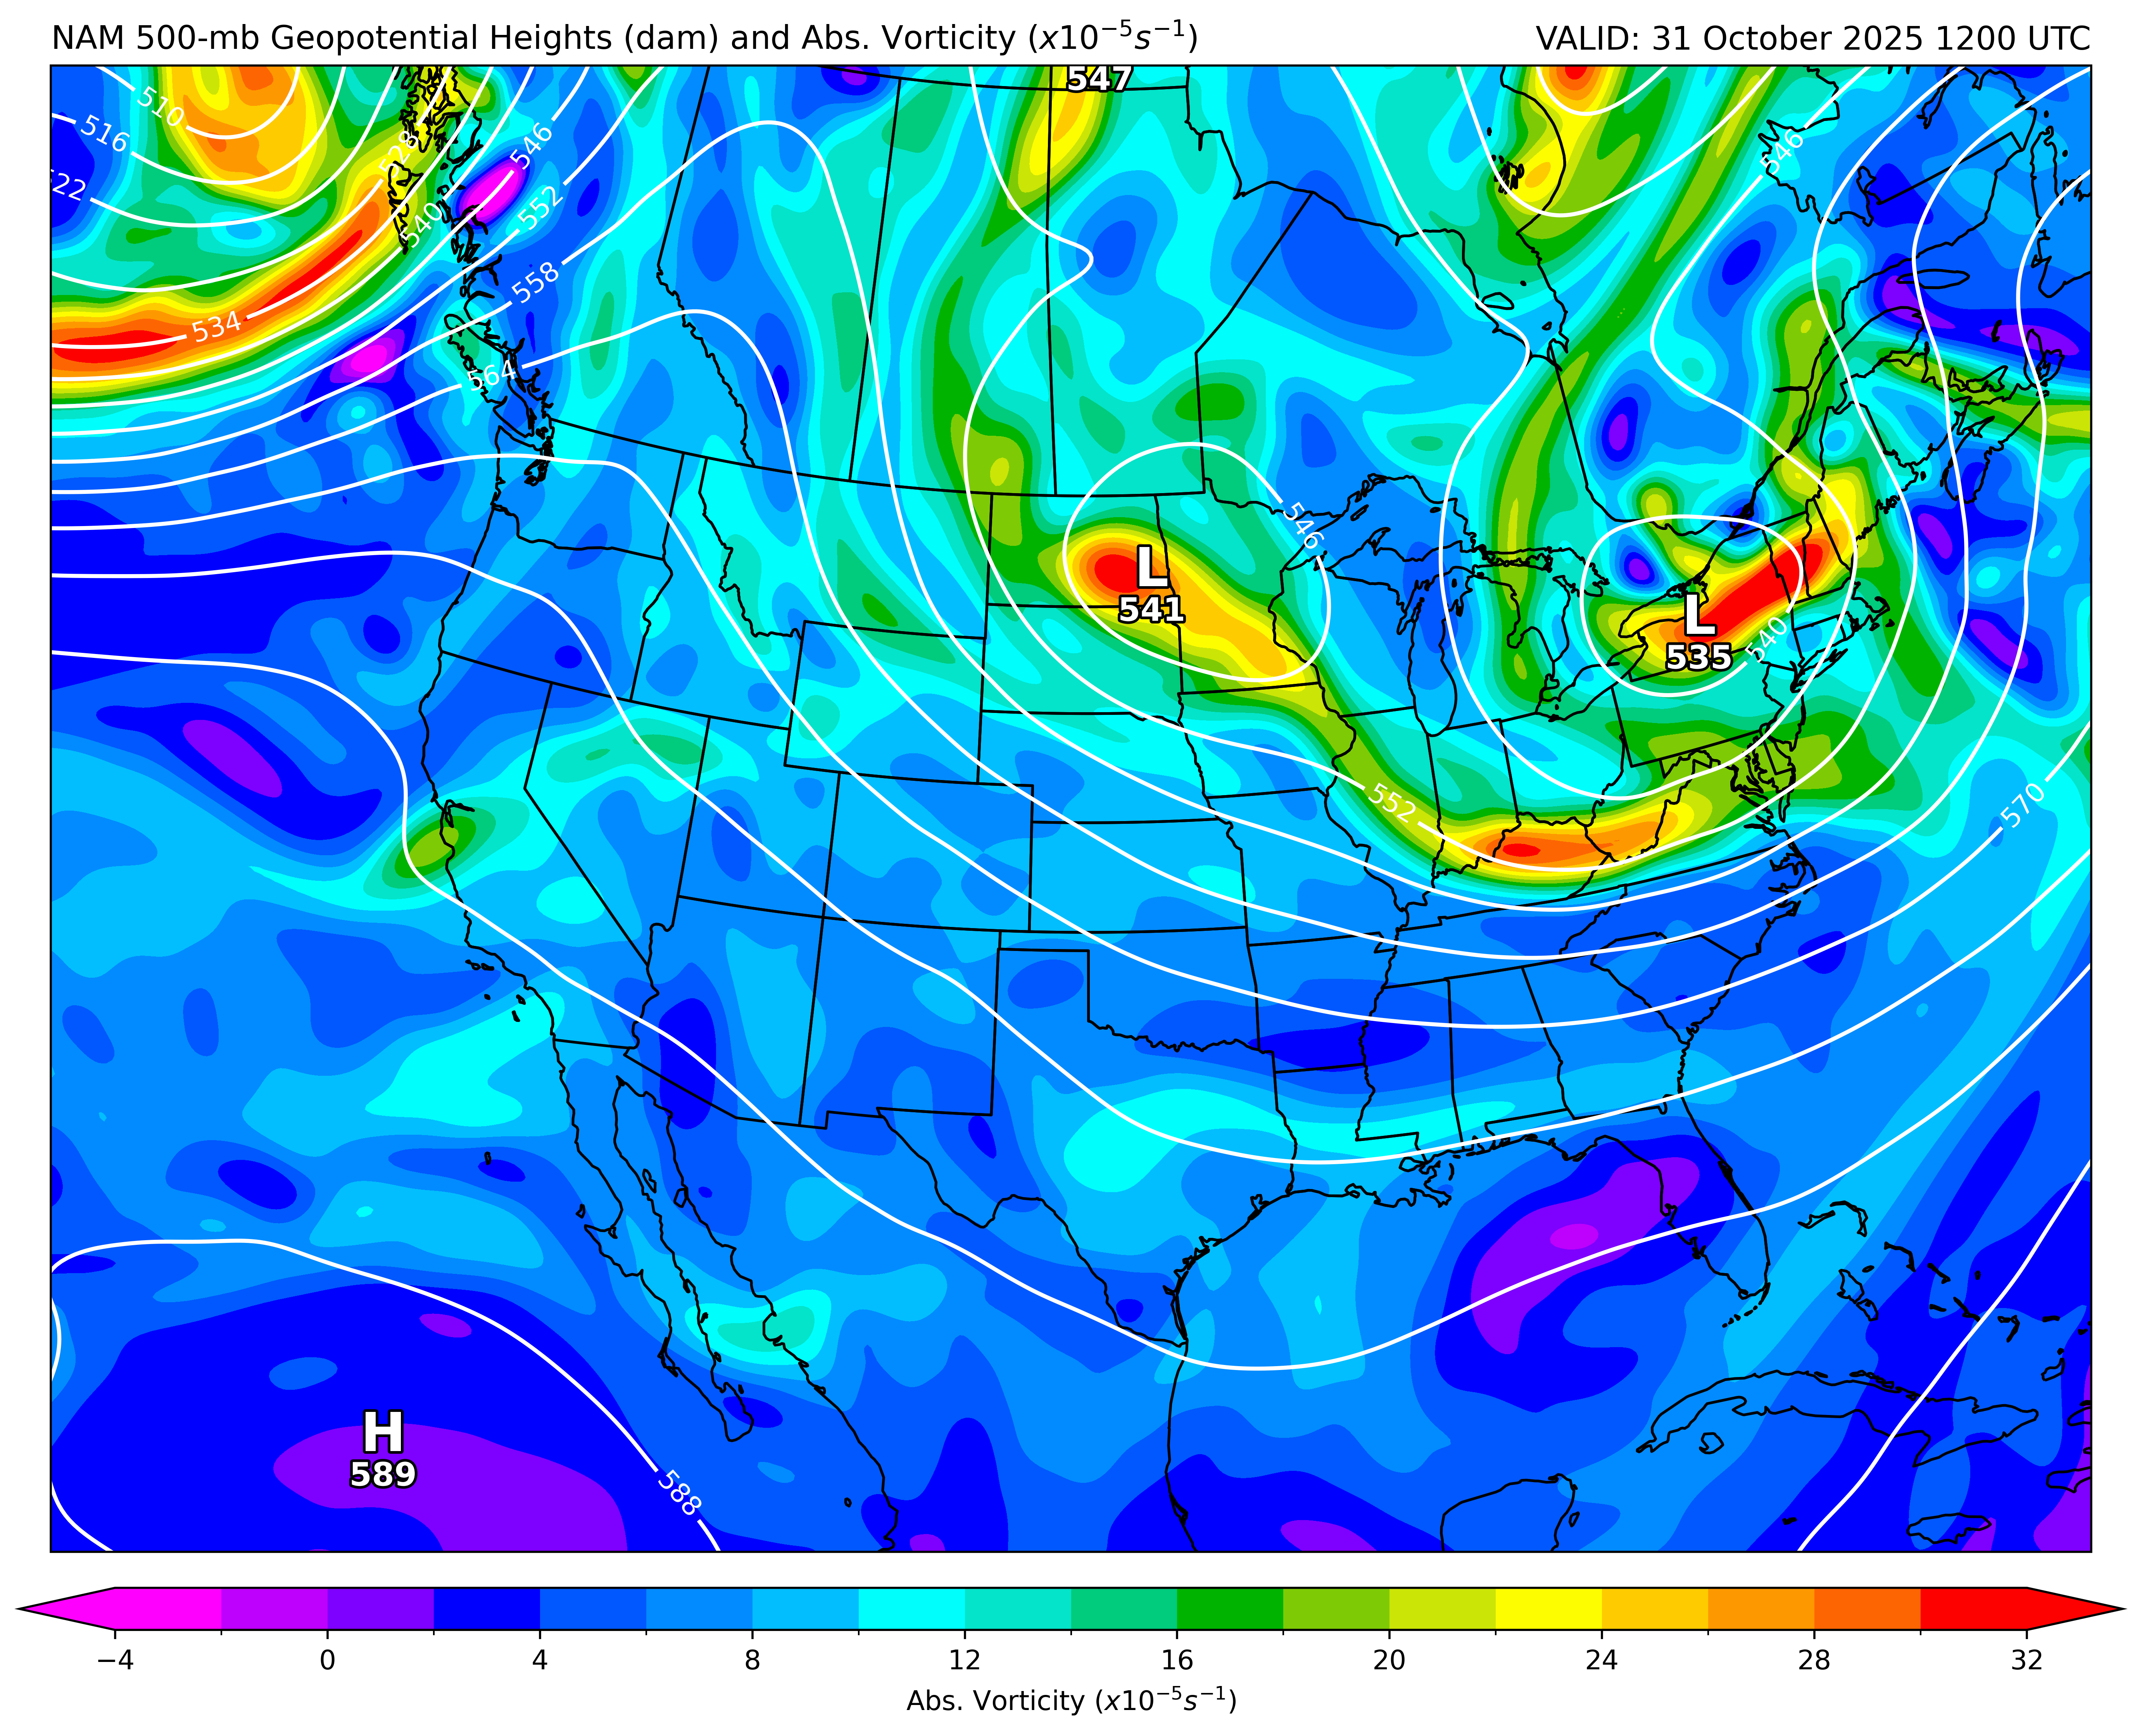 NAM 500-mb Geopotential Heights (dam) and Abs. Vorticity (x10⁻⁵s⁻¹)
VALID: 31 October 2025 1200 UTC
547
510
516
522
528
546
546
540
552
558
534
564
L
541
546
L
535
540
552
570
H
589
588
−4 0 4 8 12 16 20 24 28 32
Abs. Vorticity (x10⁻⁵s⁻¹)